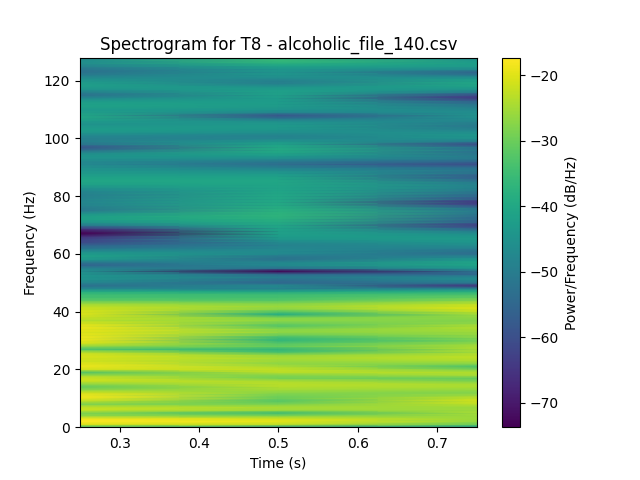 Spectrogram for T8 - alcoholic_file_140.csv
120
100
80
60
40
20
0
Frequency (Hz)
0.3 0.4 0.5 0.6 0.7
Time (s)
−20
−30
−40
−50
−60
−70
Power/Frequency (dB/Hz)